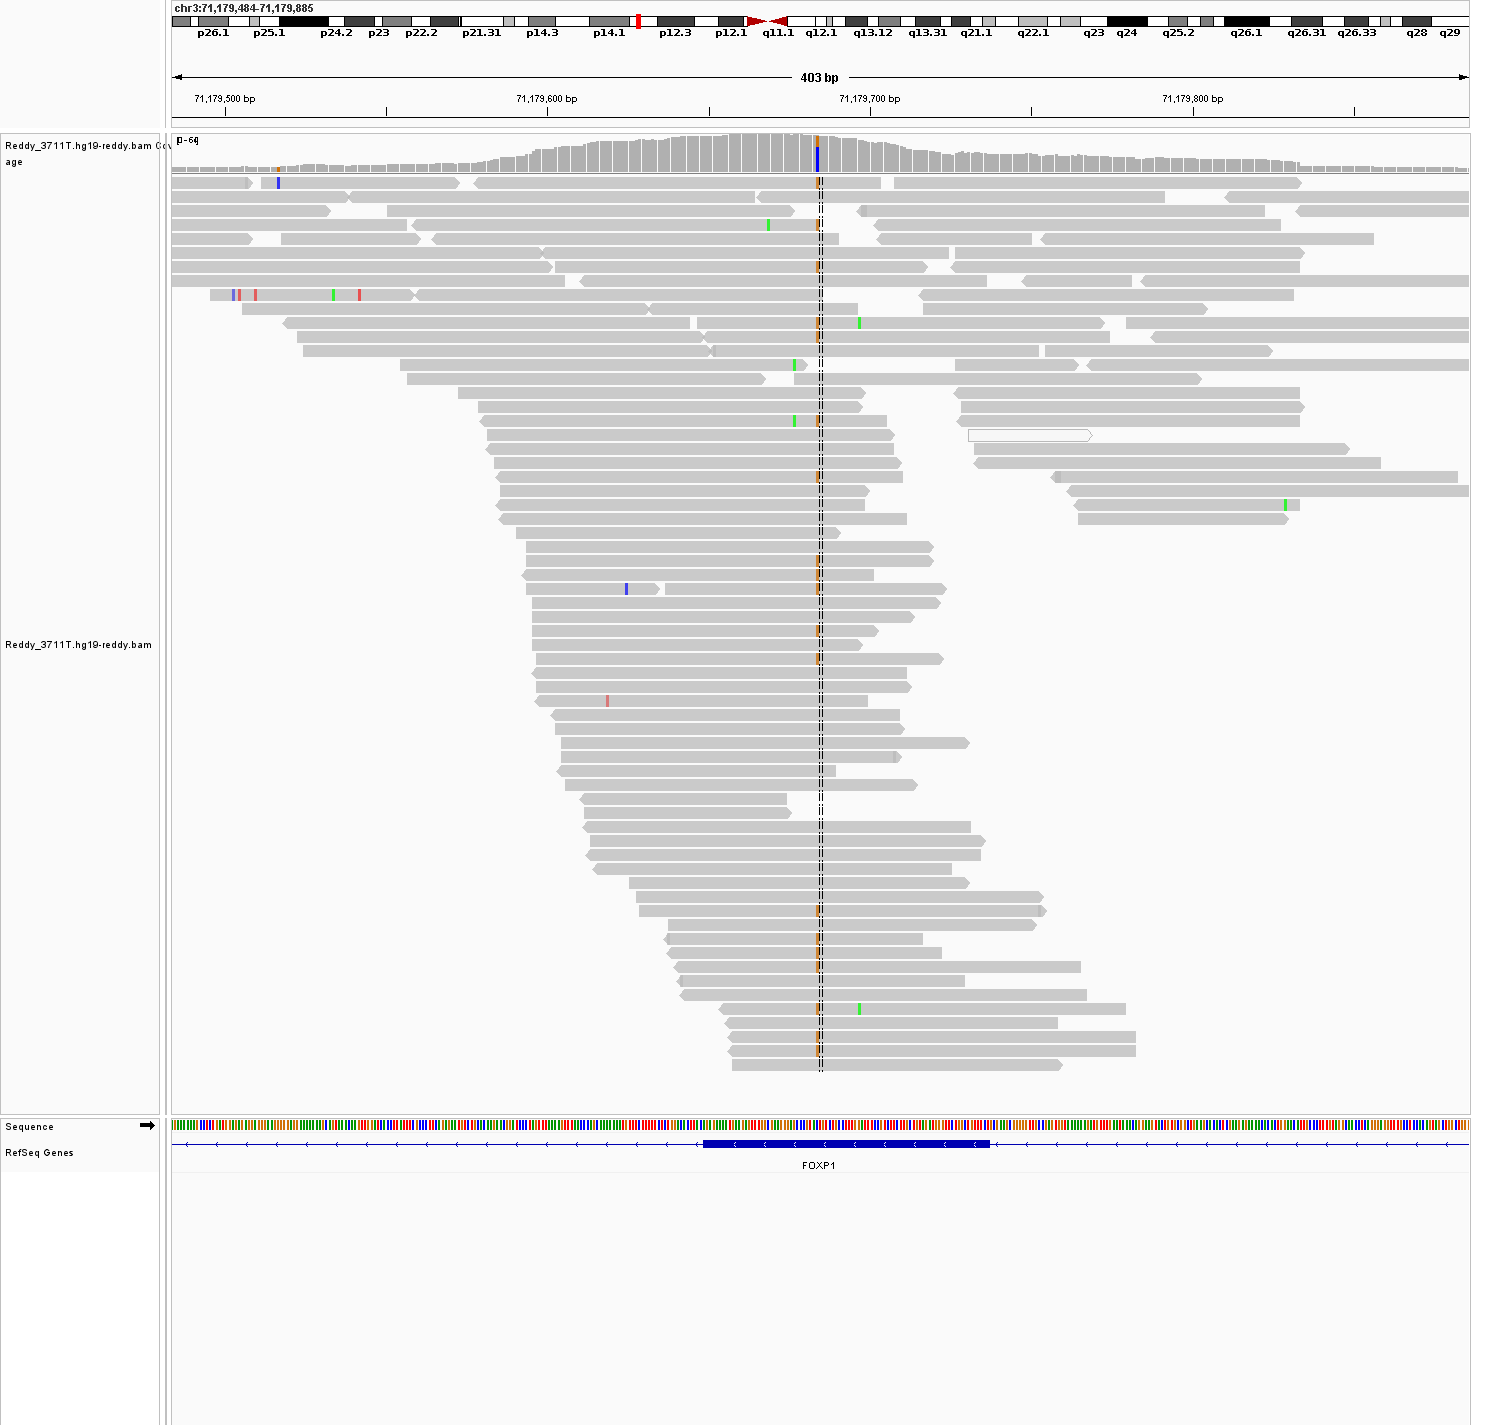 chr3:71,179,484-71,179,885
p26.1 p25.1 p24.2 p23 p22.2 p21.31 p14.3 p14.1 p12.3 p12.1 q11.1 q12.1 q13.12 q13.31 q21.1 q22.1 q23 q24 q25.2 q26.1 q26.31 q26.33 q28 q29
403 bp
71,179,500 bp 71,179,600 bp 71,179,700 bp 71,179,800 bp
Reddy_3711T.hg19-reddy.bam Cov
age
[0-64]
Reddy_3711T.hg19-reddy.bam
Sequence
RefSeq Genes
FOXP1